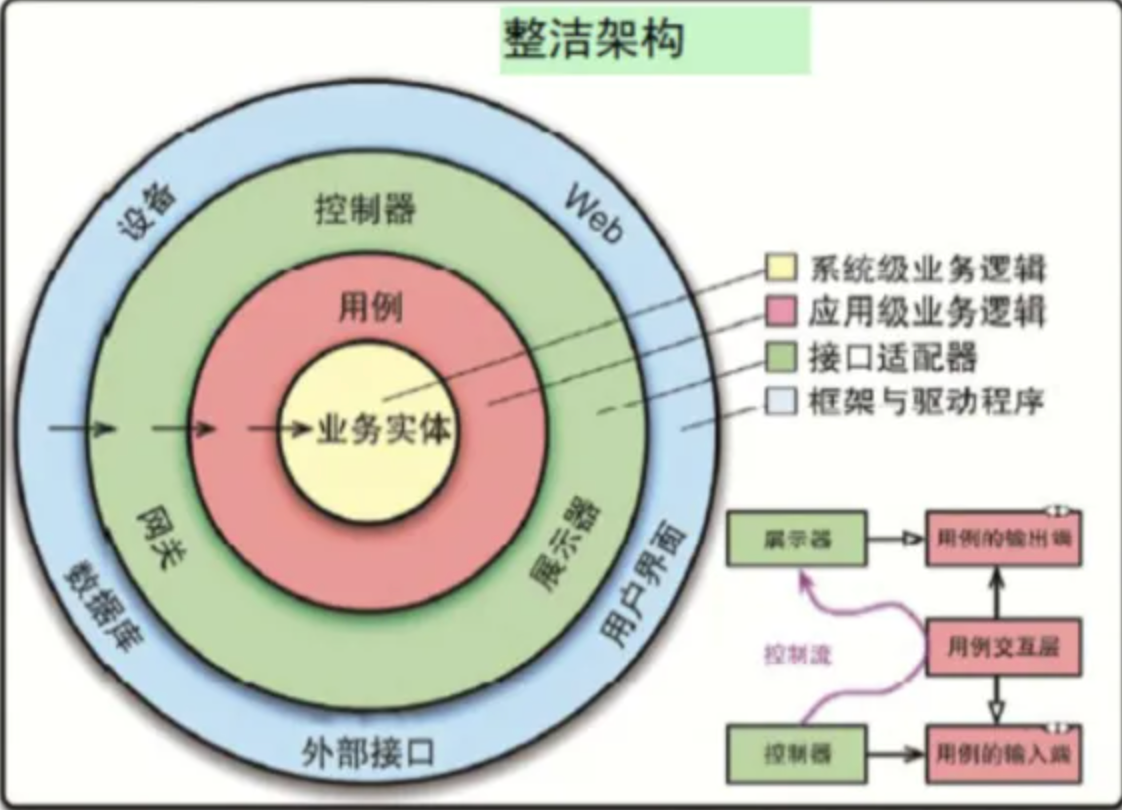 整洁架构
设备
控制器
Web
用例
业务实体
网关
展示器
数据库
用户界面
外部接口
系统级业务逻辑
应用级业务逻辑
接口适配器
框架与驱动程序
展示器
用例的输出端
控制流
用例交互层
控制器
用例的输入端